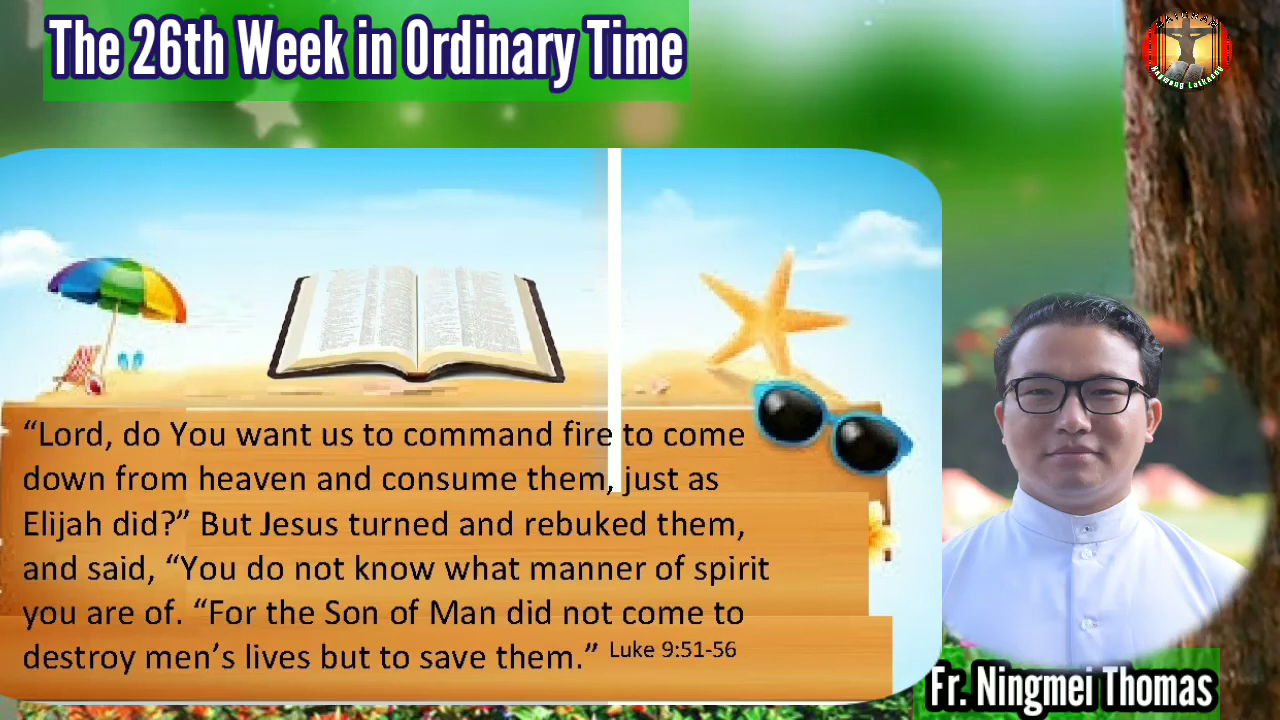 The 26th Week in Ordinary Time
“Lord, do You want us to command fire to come
down from heaven and consume them, just as
Elijah did?” But Jesus turned and rebuked them,
and said, “You do not know what manner of spirit
you are of. “For the Son of Man did not come to
destroy men’s lives but to save them.” Luke 9:51-56
Fr. Ningmei Thomas